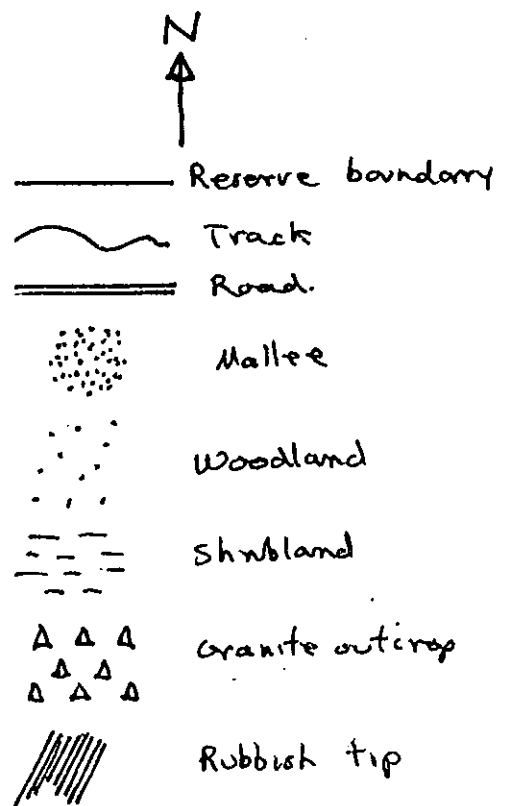 N
Reserve boundary
Track
Road.
Mallee
Woodland
Shrubland
Granite outcrop
Rubbish tip